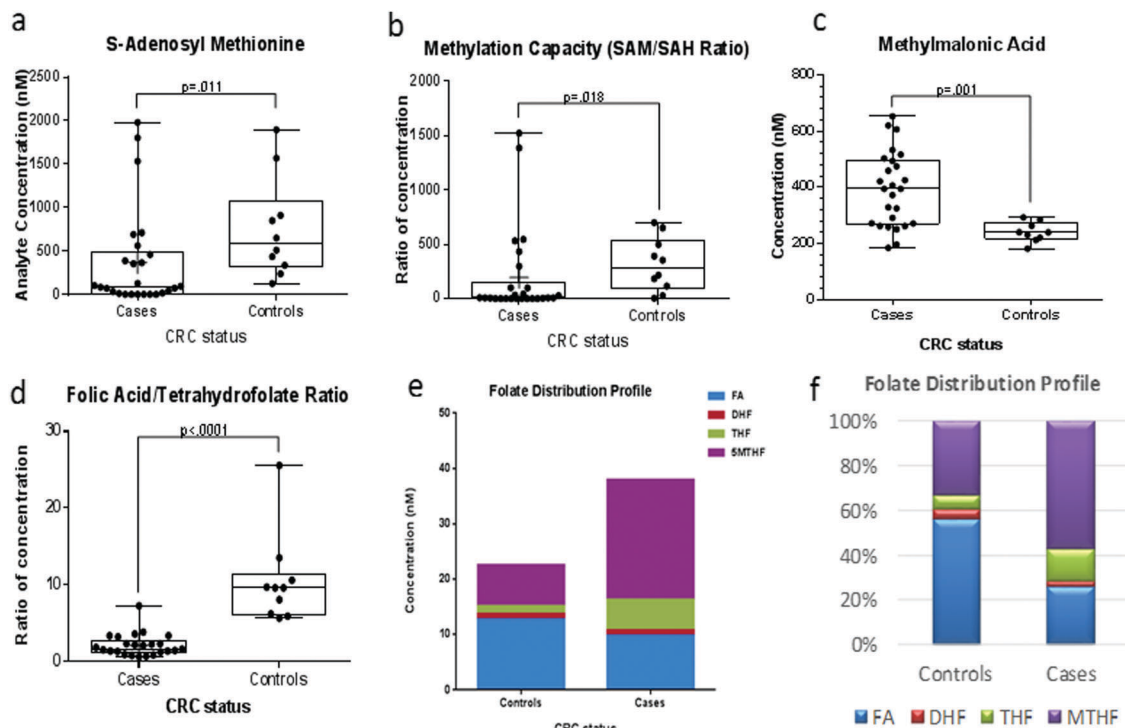 a
S-Adenosyl Methionine
Analyte Concentration (nM)
2500
2000
1500
1000
500
0
p=.011
Cases
Controls
CRC status
b
Methylation Capacity (SAM/SAH Ratio)
Ratio of concentration
2000
1500
1000
500
0
p=.018
Cases
Controls
CRC status
c
Methylmalonic Acid
Concentration (nM)
800
600
400
200
0
p=.001
Cases
Controls
CRC status
d
Folic Acid/Tetrahydrofolate Ratio
Ratio of concentration
30
20
10
0
p<.0001
Cases
Controls
CRC status
e
Folate Distribution Profile
Concentration (nM)
50
40
30
20
10
0
FA
DHF
THF
5MTHF
Controls
Cases
CRC status
f
Folate Distribution Profile
100%
80%
60%
40%
20%
0%
Controls
Cases
FA DHF THF MTHF